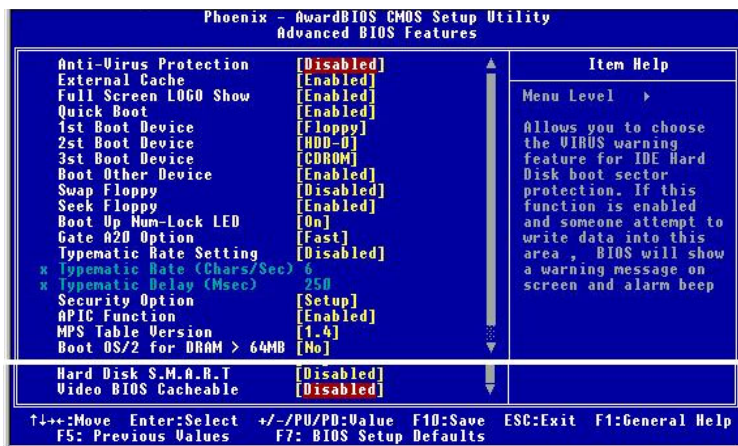 Phoenix - AwardBIOS CMOS Setup Utility
Advanced BIOS Features
Anti-Virus Protection [Disabled]
External Cache [Enabled]
Full Screen LOGO Show [Enabled]
Quick Boot [Enabled]
1st Boot Device [Floppy]
2st Boot Device [HDD-0]
3st Boot Device [CDROM]
Boot Other Device [Enabled]
Swap Floppy [Disabled]
Seek Floppy [Enabled]
Boot Up Num-Lock LED [On]
Gate A20 Option [Fast]
Typematic Rate Setting [Disabled]
x Typematic Rate (Chars/Sec) 6
x Typematic Delay (Msec) 250
Security Option [Setup]
APIC Function [Enabled]
MPS Table Version [1.4]
Boot OS/2 for DRAM > 64MB [No]
Hard Disk S.M.A.R.T [Disabled]
Video BIOS Cacheable [Disabled]
Item Help
Menu Level ▸
Allows you to choose
the VIRUS warning
feature for IDE Hard
Disk boot sector
protection. If this
function is enabled
and someone attempt to
write data into this
area , BIOS will show
a warning message on
screen and alarm beep
↑↓→←:Move Enter:Select +/-/PU/PD:Value F10:Save ESC:Exit F1:General Help
F5: Previous Values F7: BIOS Setup Defaults